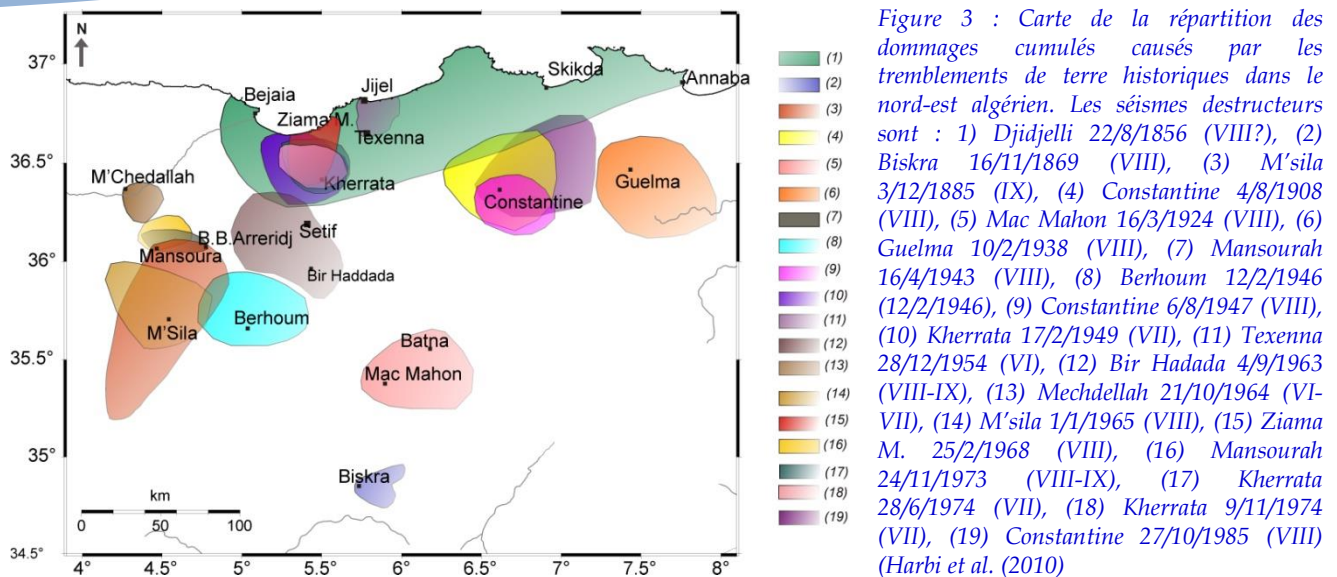 N
37°
36.5°
36°
35.5°
35°
34.5°
4°
4.5°
5°
5.5°
6°
6.5°
7°
7.5°
8°
Skikda
Annaba
Jijel
Bejaia
Ziama M.
Texenna
M'Chedallah
Kherrata
Guelma
Constantine
Setif
B.B.Arreridj
Mansoura
Bir Haddada
M'Sila
Berhoum
Batna
Mac Mahon
Biskra
km
0 50 100
(1)
(2)
(3)
(4)
(5)
(6)
(7)
(8)
(9)
(10)
(11)
(12)
(13)
(14)
(15)
(16)
(17)
(18)
(19)
Figure 3 : Carte de la répartition des
dommages cumulés causés par les
tremblements de terre historiques dans le
nord-est algérien. Les séismes destructeurs
sont : 1) Djidjelli 22/8/1856 (VIII?), (2)
Biskra 16/11/1869 (VIII), (3) M'sila
3/12/1885 (IX), (4) Constantine 4/8/1908
(VIII), (5) Mac Mahon 16/3/1924 (VIII), (6)
Guelma 10/2/1938 (VIII), (7) Mansourah
16/4/1943 (VIII), (8) Berhoum 12/2/1946
(12/2/1946), (9) Constantine 6/8/1947 (VIII),
(10) Kherrata 17/2/1949 (VII), (11) Texenna
28/12/1954 (VI), (12) Bir Hadada 4/9/1963
(VIII-IX), (13) Mechdellah 21/10/1964 (VI-
VII), (14) M'sila 1/1/1965 (VIII), (15) Ziama
M. 25/2/1968 (VIII), (16) Mansourah
24/11/1973 (VIII-IX), (17) Kherrata
28/6/1974 (VII), (18) Kherrata 9/11/1974
(VII), (19) Constantine 27/10/1985 (VIII)
(Harbi et al. (2010)